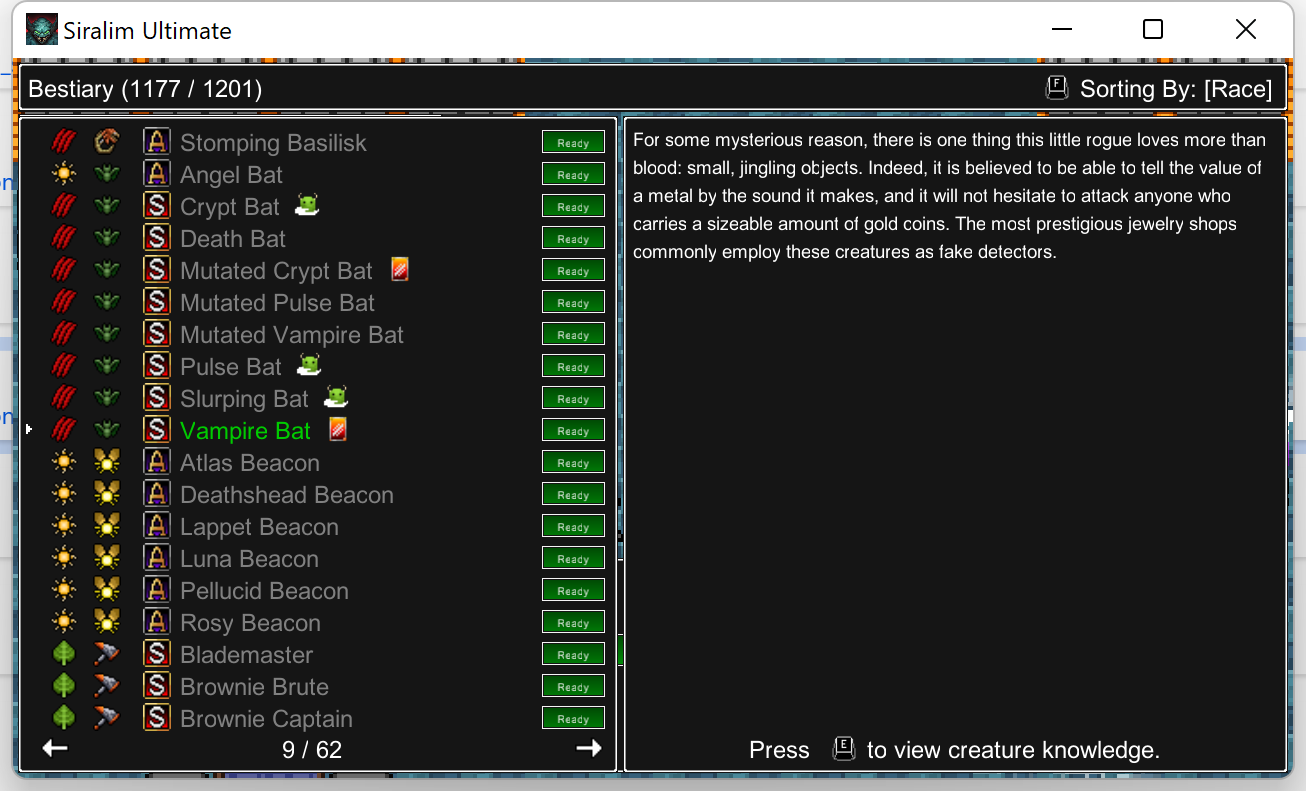 Siralim Ultimate
Bestiary (1177 / 1201)
F Sorting By: [Race]
A Stomping Basilisk Ready
A Angel Bat Ready
S Crypt Bat Ready
S Death Bat Ready
S Mutated Crypt Bat Ready
S Mutated Pulse Bat Ready
S Mutated Vampire Bat Ready
S Pulse Bat Ready
S Slurping Bat Ready
S Vampire Bat Ready
A Atlas Beacon Ready
A Deathshead Beacon Ready
A Lappet Beacon Ready
A Luna Beacon Ready
A Pellucid Beacon Ready
A Rosy Beacon Ready
S Blademaster Ready
S Brownie Brute Ready
S Brownie Captain Ready
9 / 62
For some mysterious reason, there is one thing this little rogue loves more than
blood: small, jingling objects. Indeed, it is believed to be able to tell the value of
a metal by the sound it makes, and it will not hesitate to attack anyone who
carries a sizeable amount of gold coins. The most prestigious jewelry shops
commonly employ these creatures as fake detectors.
Press E to view creature knowledge.